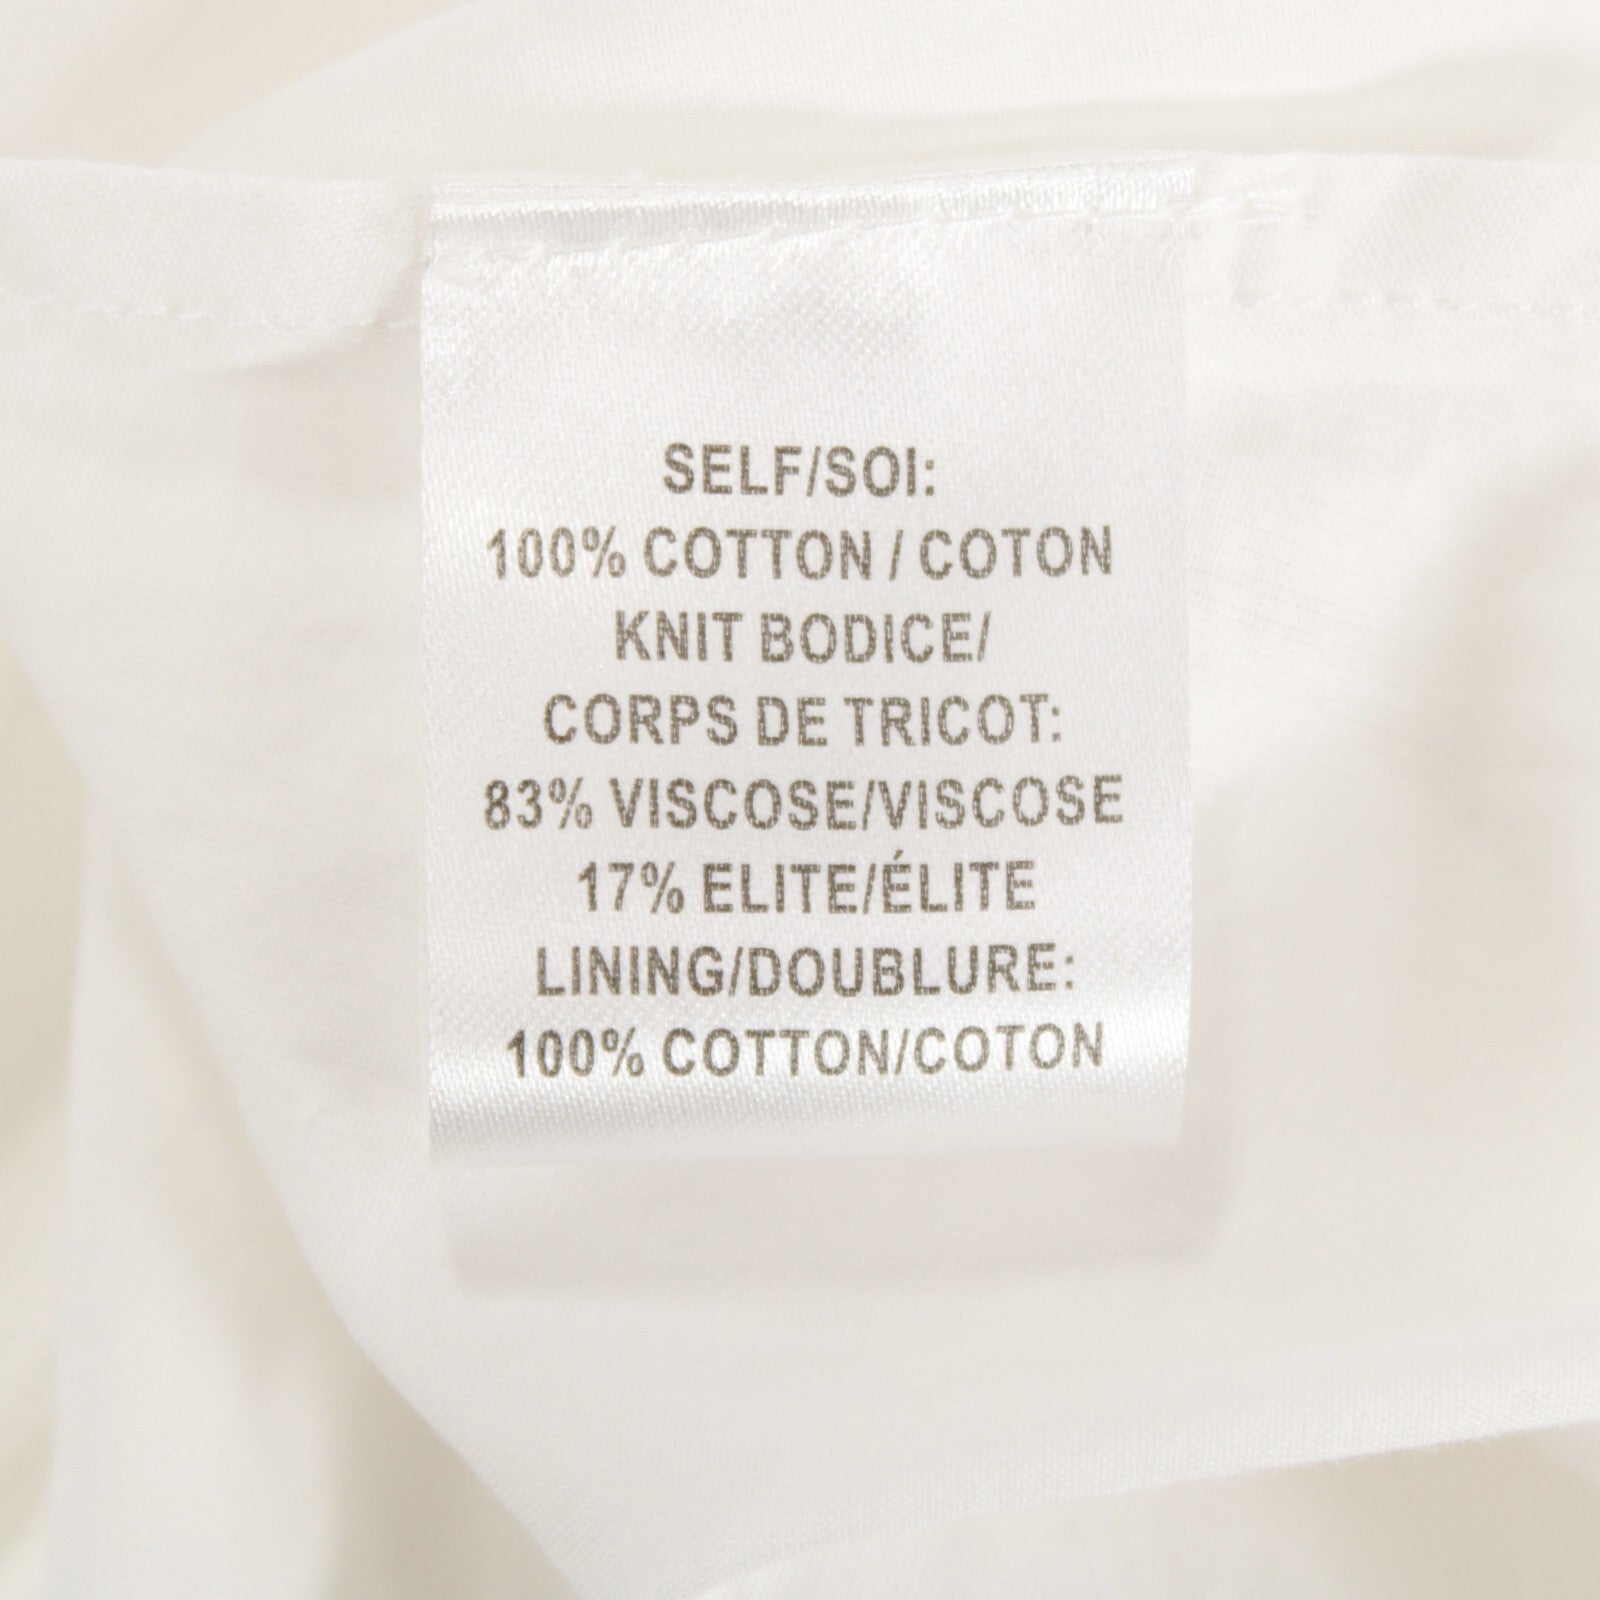 SELF/SOI:
100% COTTON / COTON
KNIT BODICE/
CORPS DE TRICOT:
83% VISCOSE/VISCOSE
17% ELITE/ÉLITE
LINING/DOUBLURE:
100% COTTON/COTON